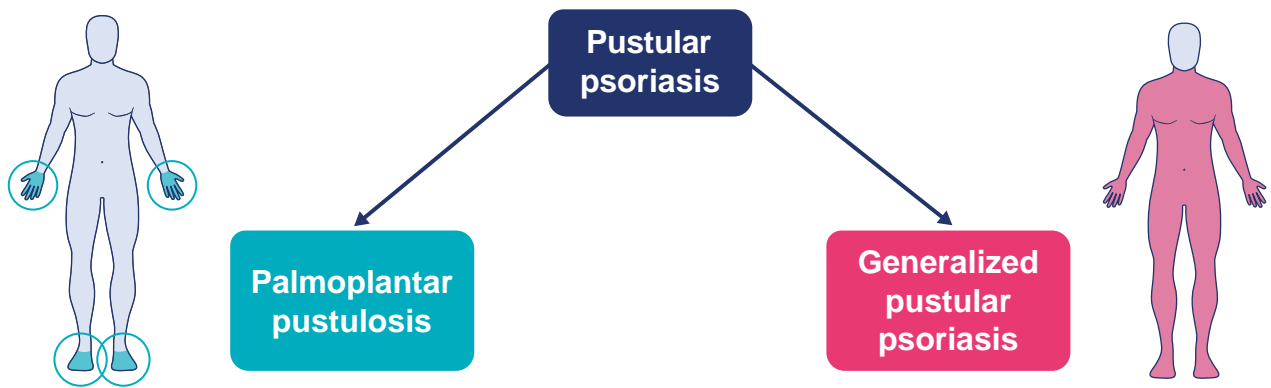 Pustular
psoriasis
Palmoplantar
pustulosis
Generalized
pustular
psoriasis